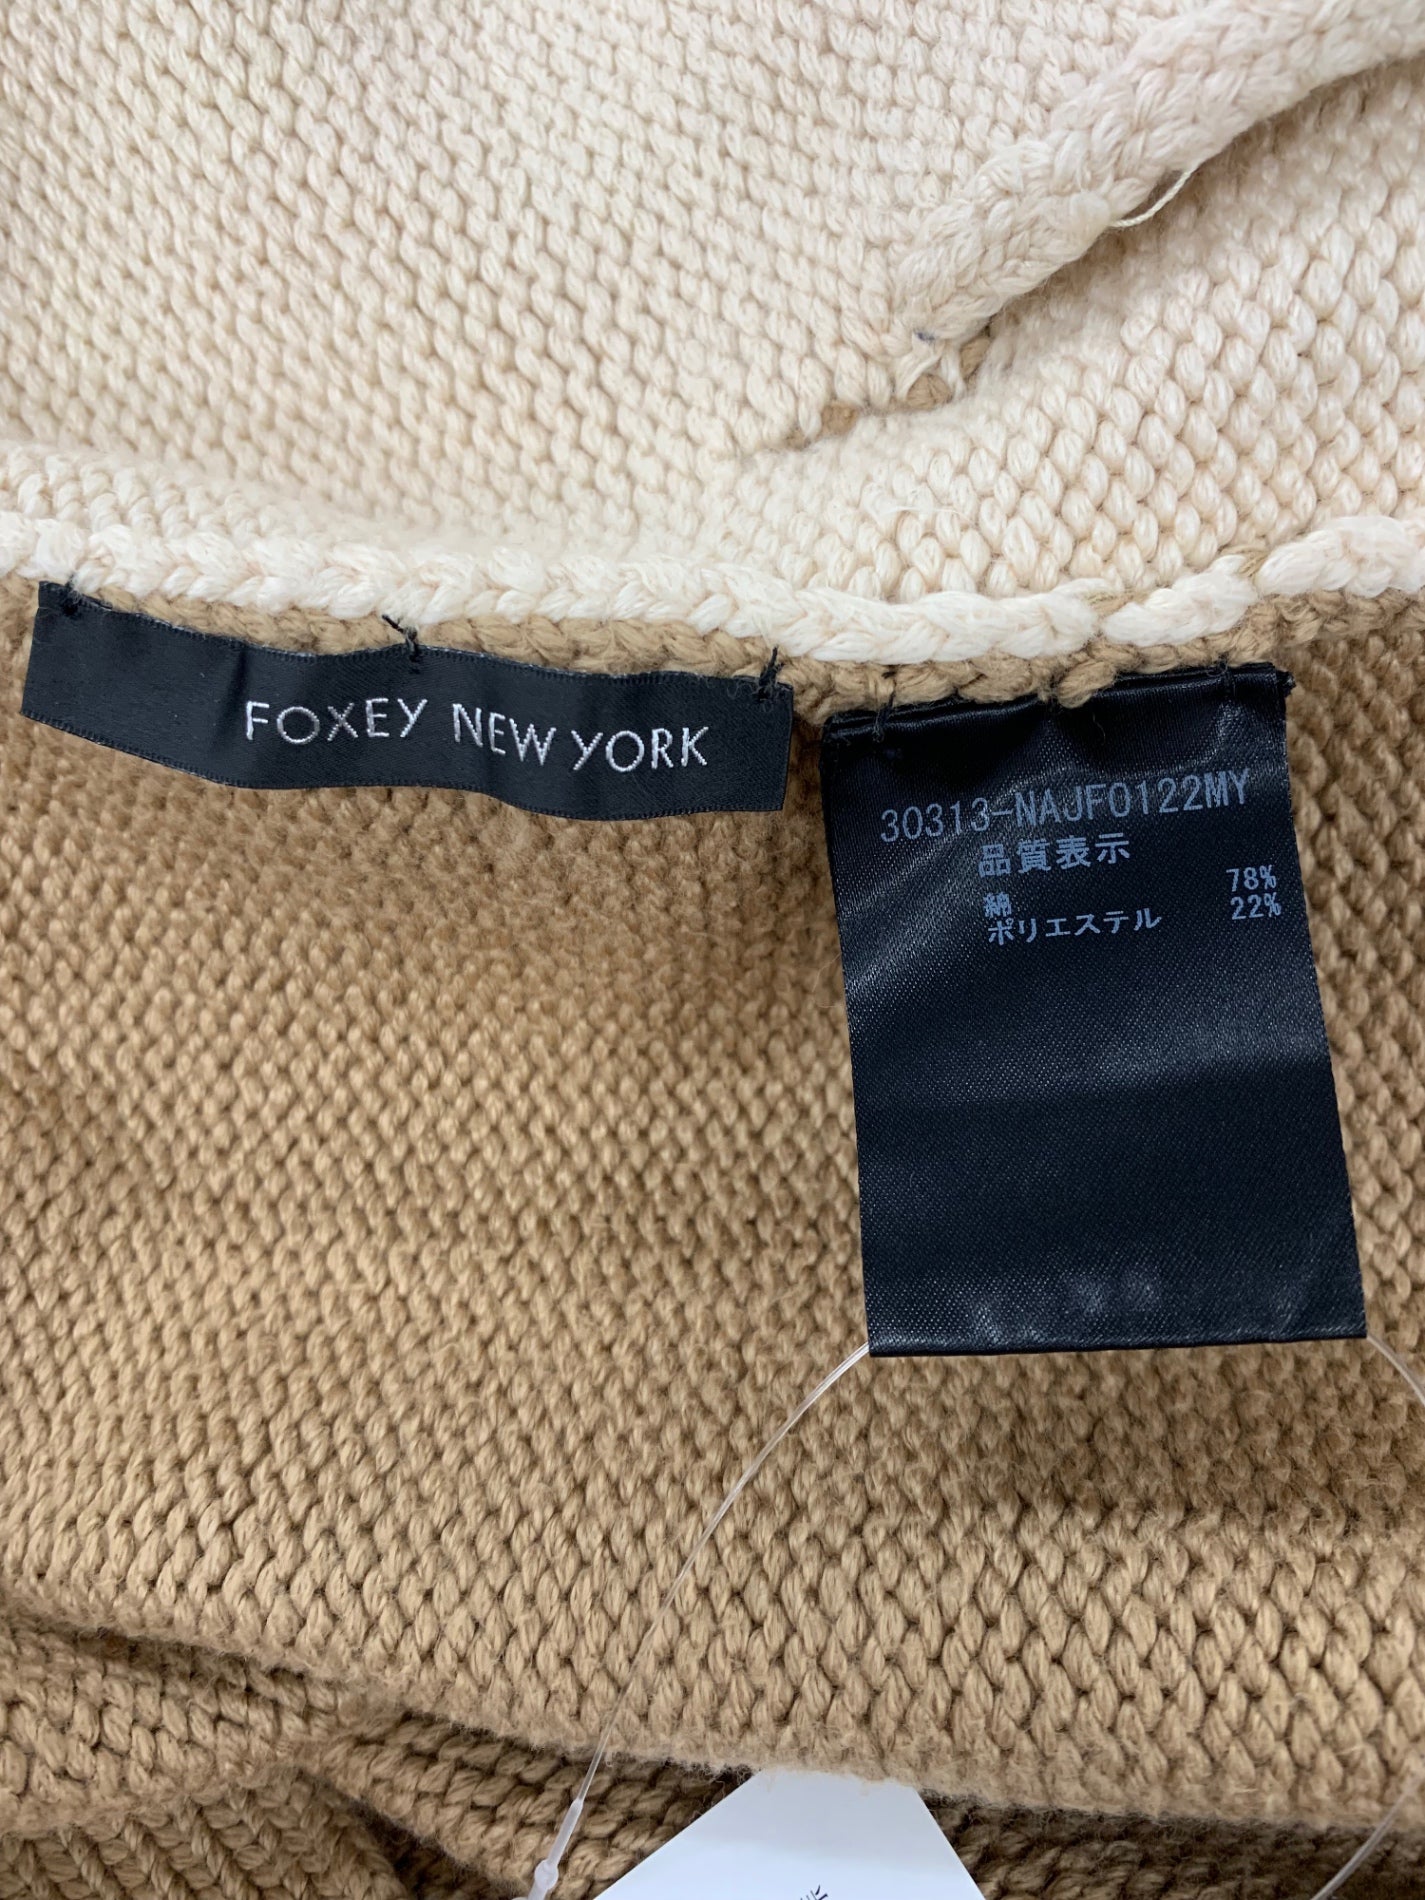 FOXEY NEW YORK
30313-NAJF0122MY
品質表示
綿 78%
ポリエステル 22%